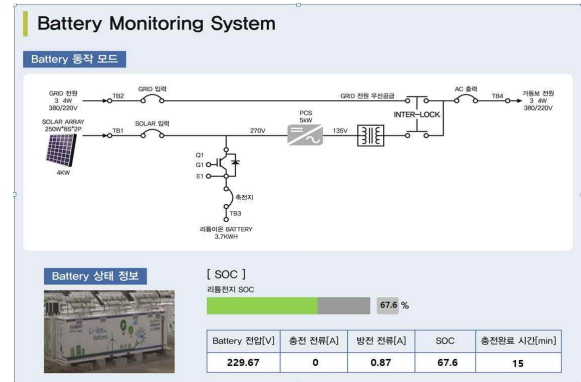 Battery Monitoring System
Battery 동작 모드
GRID 전원
3 4W
380/220V
TB2
GRID 입력
GRID 전원 우선공급
AC 출력
TB4
가동보 전원
3 4W
380/220V
INTER-LOCK
SOLAR ARRAY
250W*8S*2P
TB1
SOLAR 입력
270V
PCS
5kW
135V
4KW
Q1
G1
E1
축전지
TB3
리튬이온 BATTERY
3.7KWH
Battery 상태 정보
[ SOC ]
리튬전지 SOC
67.6 %
Battery 전압[V] 충전 전류[A] 방전 전류[A] SOC 충전완료 시간[min]
229.67 0 0.87 67.6 15
Li-ion
Battery